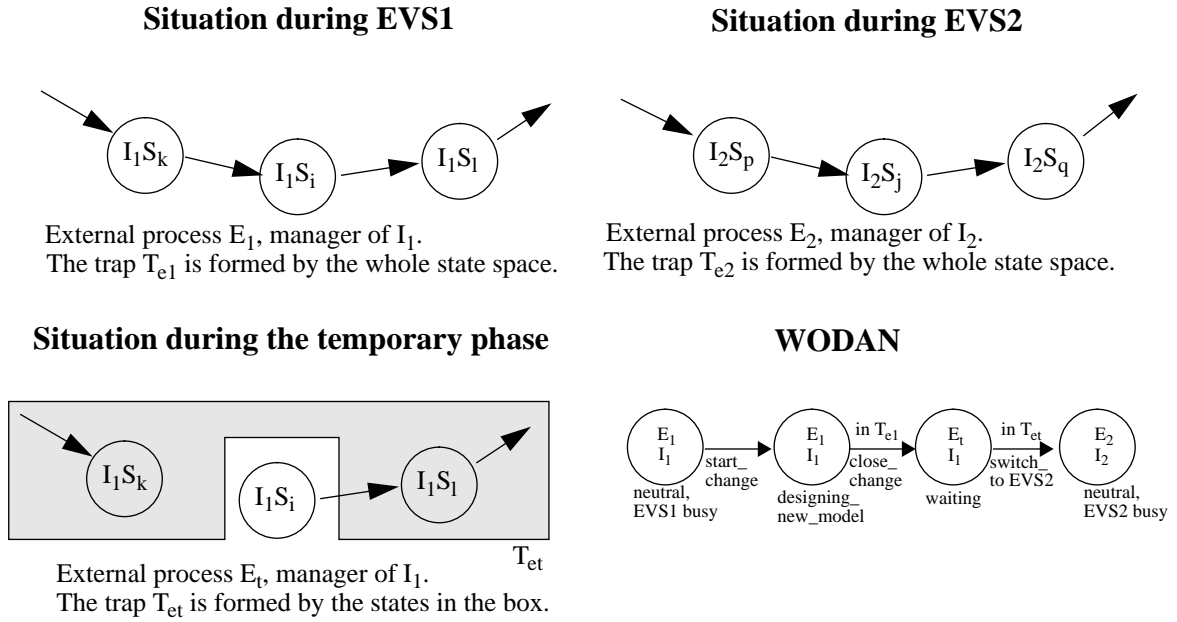 Situation during EVS1
I₁Sₖ
I₁Sᵢ
I₁Sₗ
External process E₁, manager of I₁.
The trap Tₑ₁ is formed by the whole state space.
Situation during EVS2
I₂Sₚ
I₂Sⱼ
I₂S_q
External process E₂, manager of I₂.
The trap Tₑ₂ is formed by the whole state space.
Situation during the temporary phase
I₁Sₖ
I₁Sᵢ
I₁Sₗ
Tₑₜ
External process Eₜ, manager of I₁.
The trap Tₑₜ is formed by the states in the box.
WODAN
E₁
I₁
neutral,
EVS1 busy
start_
change
E₁
I₁
designing_
new_model
in Tₑ₁
close_
change
Eₜ
I₁
waiting
in Tₑₜ
switch_
to EVS2
E₂
I₂
neutral,
EVS2 busy